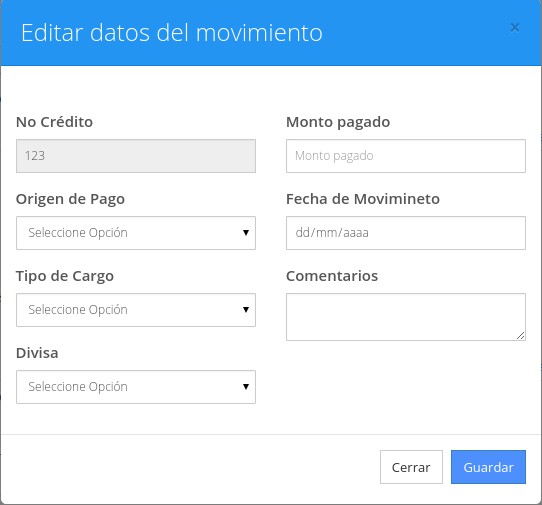 Editar datos del movimiento
×
No Crédito
123
Origen de Pago
Seleccione Opción
Tipo de Cargo
Seleccione Opción
Divisa
Seleccione Opción
Monto pagado
Monto pagado
Fecha de Movimineto
dd/mm/aaaa
Comentarios
Cerrar
Guardar